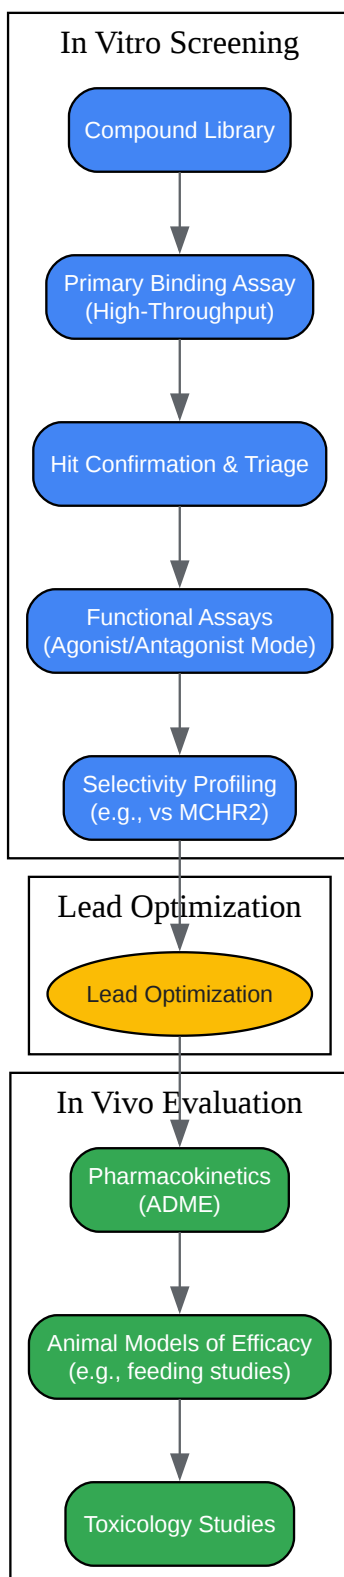 In Vitro Screening
Compound Library
Primary Binding Assay
(High-Throughput)
Hit Confirmation & Triage
Functional Assays
(Agonist/Antagonist Mode)
Selectivity Profiling
(e.g., vs MCHR2)
Lead Optimization
Lead Optimization
In Vivo Evaluation
Pharmacokinetics
(ADME)
Animal Models of Efficacy
(e.g., feeding studies)
Toxicology Studies